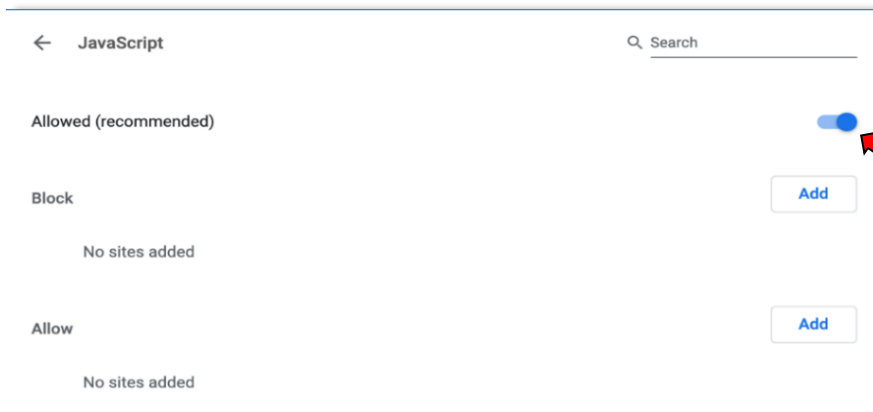 JavaScript
Search
Allowed (recommended)
Block
Add
No sites added
Allow
Add
No sites added